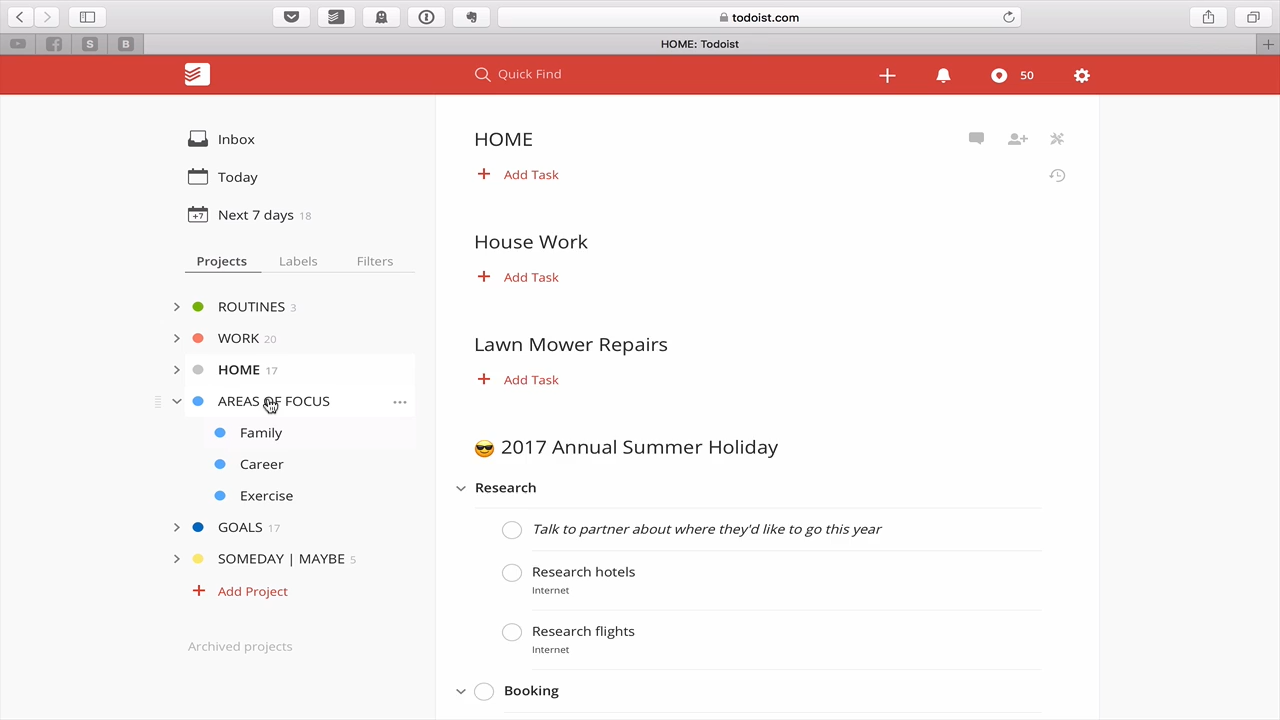 todoist.com
S
B
HOME: Todoist
Quick Find
50
Inbox
Today
+7
Next 7 days 18
Projects
Labels
Filters
ROUTINES 3
WORK 20
HOME 17
AREAS OF FOCUS
Family
Career
Exercise
GOALS 17
SOMEDAY | MAYBE 5
Add Project
Archived projects
HOME
Add Task
House Work
Add Task
Lawn Mower Repairs
Add Task
2017 Annual Summer Holiday
Research
Talk to partner about where they'd like to go this year
Research hotels
Internet
Research flights
Internet
Booking